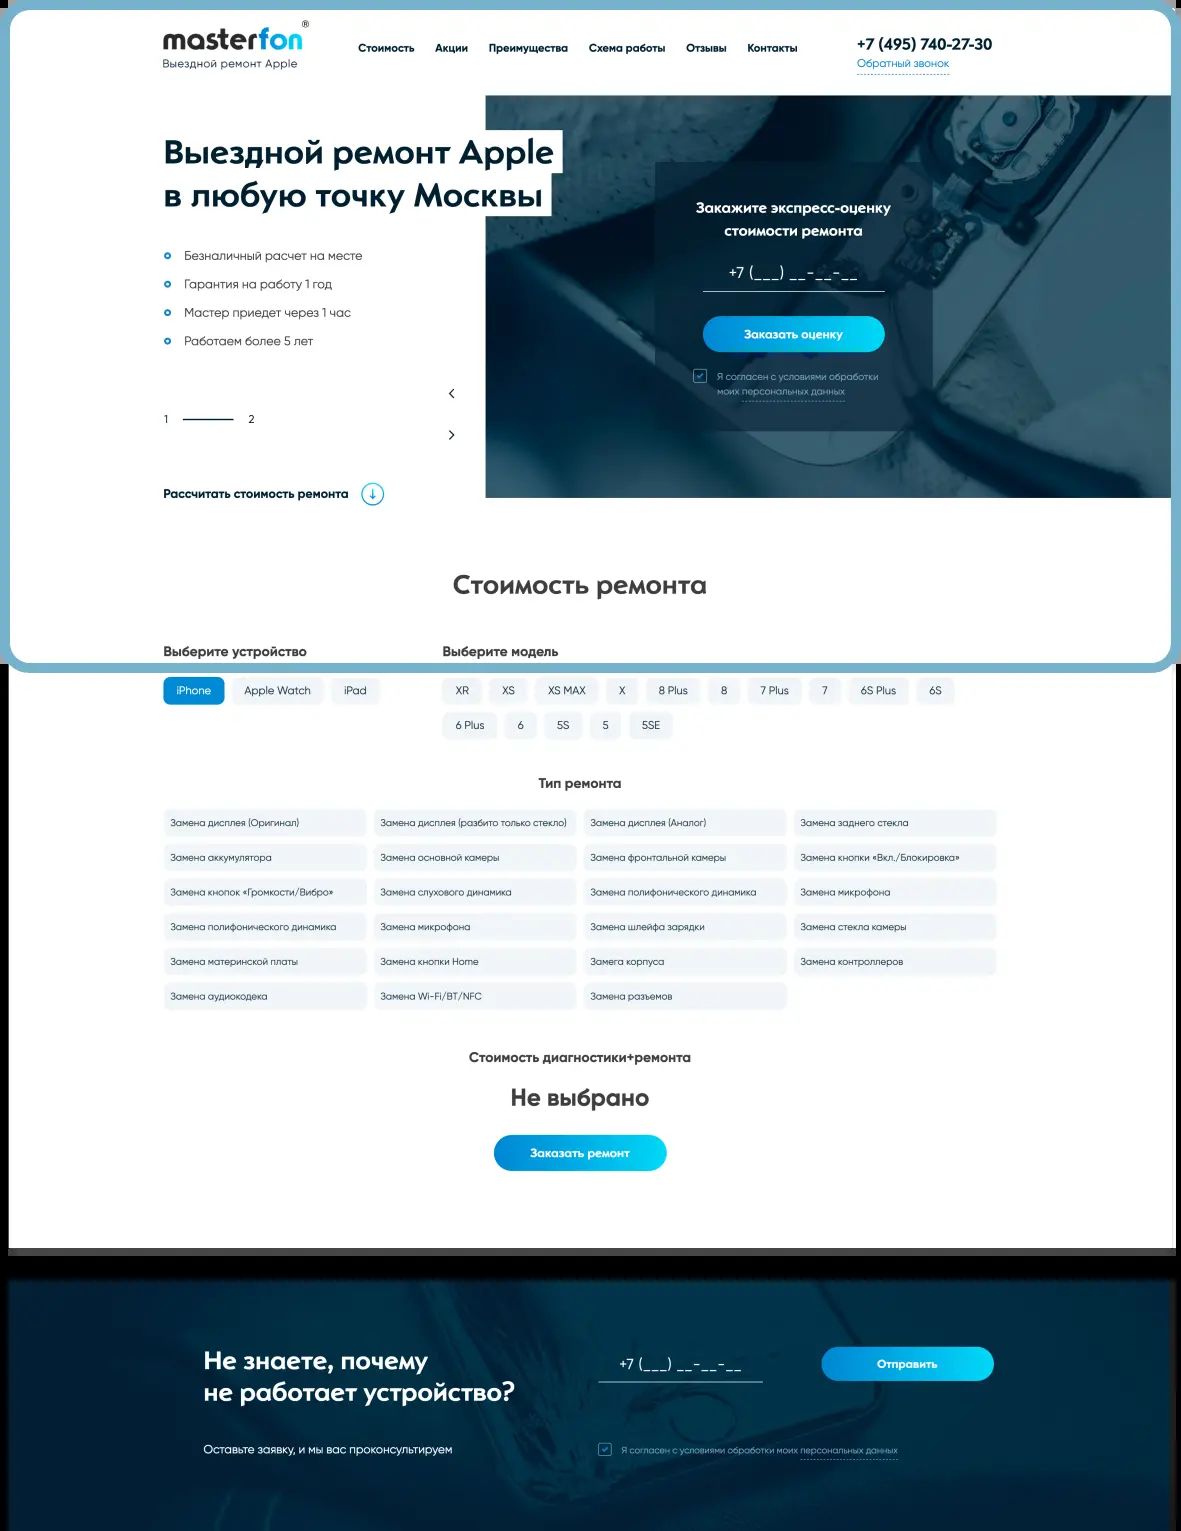 masterfon®
Выездной ремонт Apple
Стоимость
Акции
Преимущества
Схема работы
Отзывы
Контакты
+7 (495) 740-27-30
Обратный звонок
Выездной ремонт Apple
в любую точку Москвы
Безналичный расчет на месте
Гарантия на работу 1 год
Мастер приедет через 1 час
Работаем более 5 лет
1
2
Рассчитать стоимость ремонта
Закажите экспресс-оценку
стоимости ремонта
+7 (___) __-__-__
Заказать оценку
Я согласен с условиями обработки
моих персональных данных
Стоимость ремонта
Выберите устройство
iPhone
Apple Watch
iPad
Выберите модель
XR
XS
XS MAX
X
8 Plus
8
7 Plus
7
6S Plus
6S
6 Plus
6
5S
5
5SE
Тип ремонта
Замена дисплея (Оригинал)
Замена дисплея (разбито только стекло)
Замена дисплея (Аналог)
Замена заднего стекла
Замена аккумулятора
Замена основной камеры
Замена фронтальной камеры
Замена кнопки «Вкл./Блокировка»
Замена кнопок «Громкости/Вибро»
Замена слухового динамика
Замена полифонического динамика
Замена микрофона
Замена полифонического динамика
Замена микрофона
Замена шлейфа зарядки
Замена стекла камеры
Замена материнской платы
Замена кнопки Home
Замега корпуса
Замена контроллеров
Замена аудиокодека
Замена Wi-Fi/BT/NFC
Замена разъемов
Стоимость диагностики+ремонта
Не выбрано
Заказать ремонт
Не знаете, почему
не работает устройство?
Оставьте заявку, и мы вас проконсультируем
+7 (___) __-__-__
Отправить
Я согласен с условиями обработки моих персональных данных